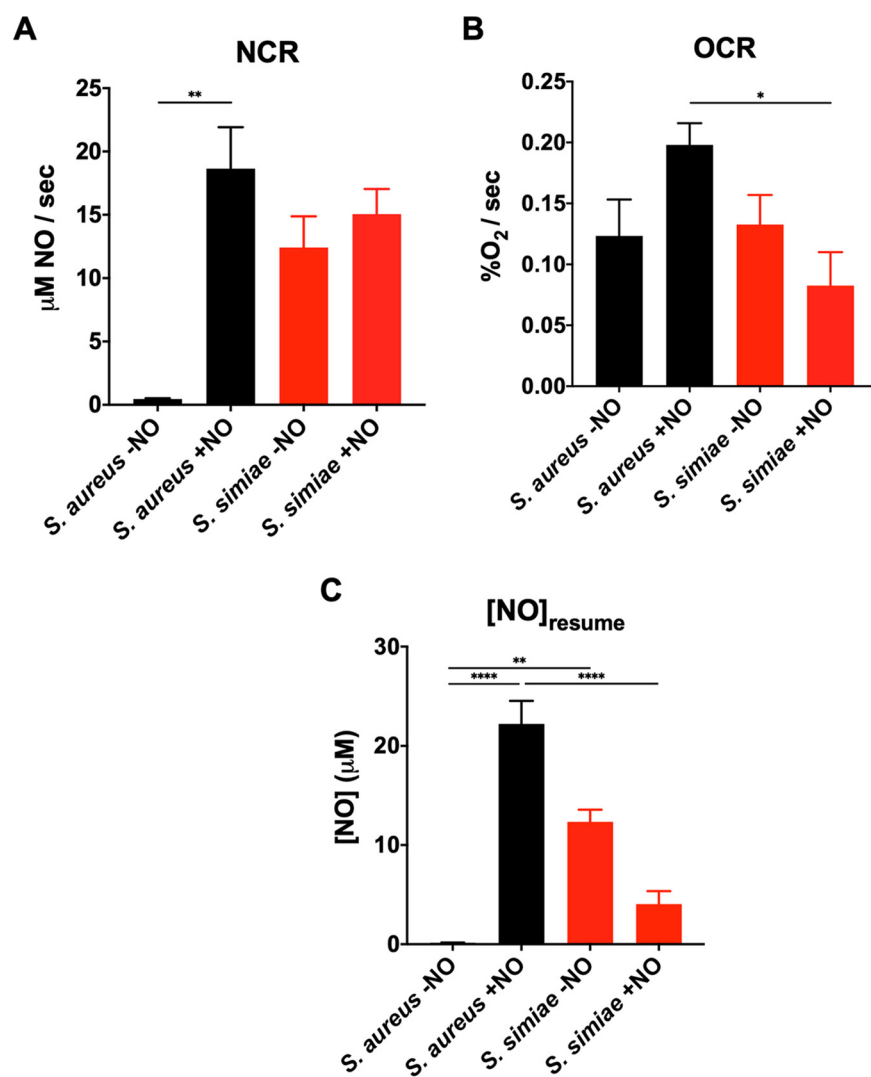 A
NCR
**
25
20
15
10
5
0
μM NO / sec
S. aureus -NO
S. aureus +NO
S. simiae -NO
S. simiae +NO
B
OCR
*
0.25
0.20
0.15
0.10
0.05
0.00
%O₂ / sec
S. aureus -NO
S. aureus +NO
S. simiae -NO
S. simiae +NO
C
[NO]resume
**
**** ****
30
20
10
0
[NO] (μM)
S. aureus -NO
S. aureus +NO
S. simiae -NO
S. simiae +NO